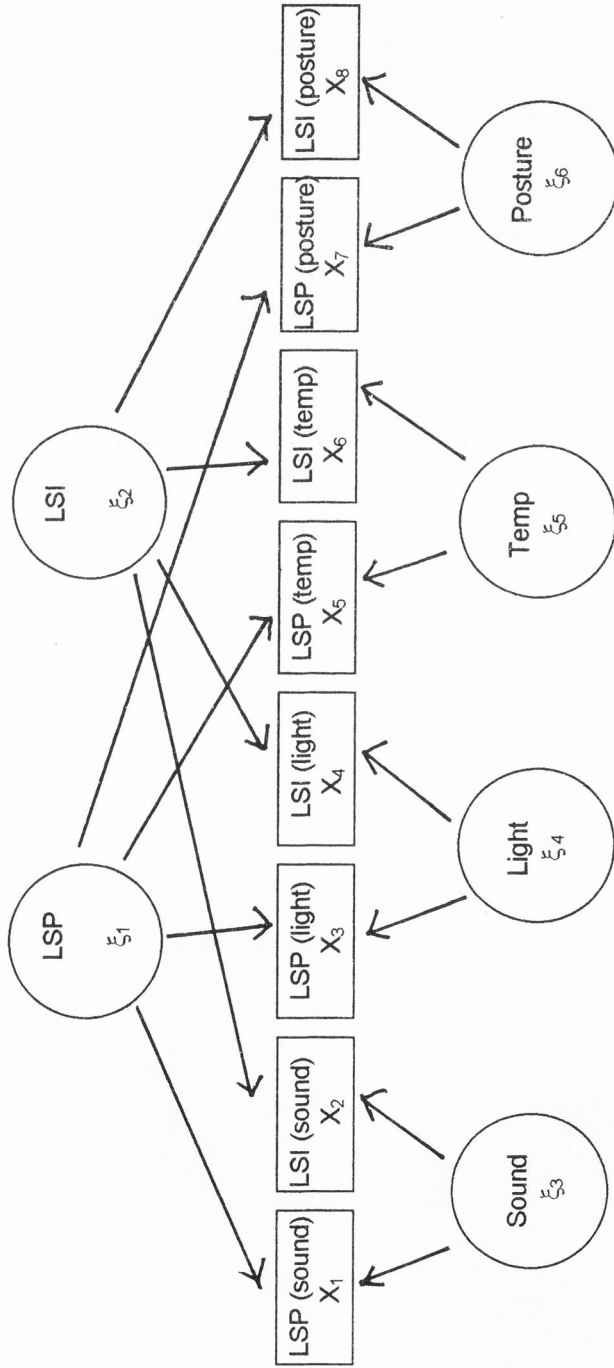 LSP
ξ₁
LSI
ξ₂
LSP (sound)
X₁
LSI (sound)
X₂
LSP (light)
X₃
LSI (light)
X₄
LSP (temp)
X₅
LSI (temp)
X₆
LSP (posture)
X₇
LSI (posture)
X₈
Sound
ξ₃
Light
ξ₄
Temp
ξ₅
Posture
ξ₆